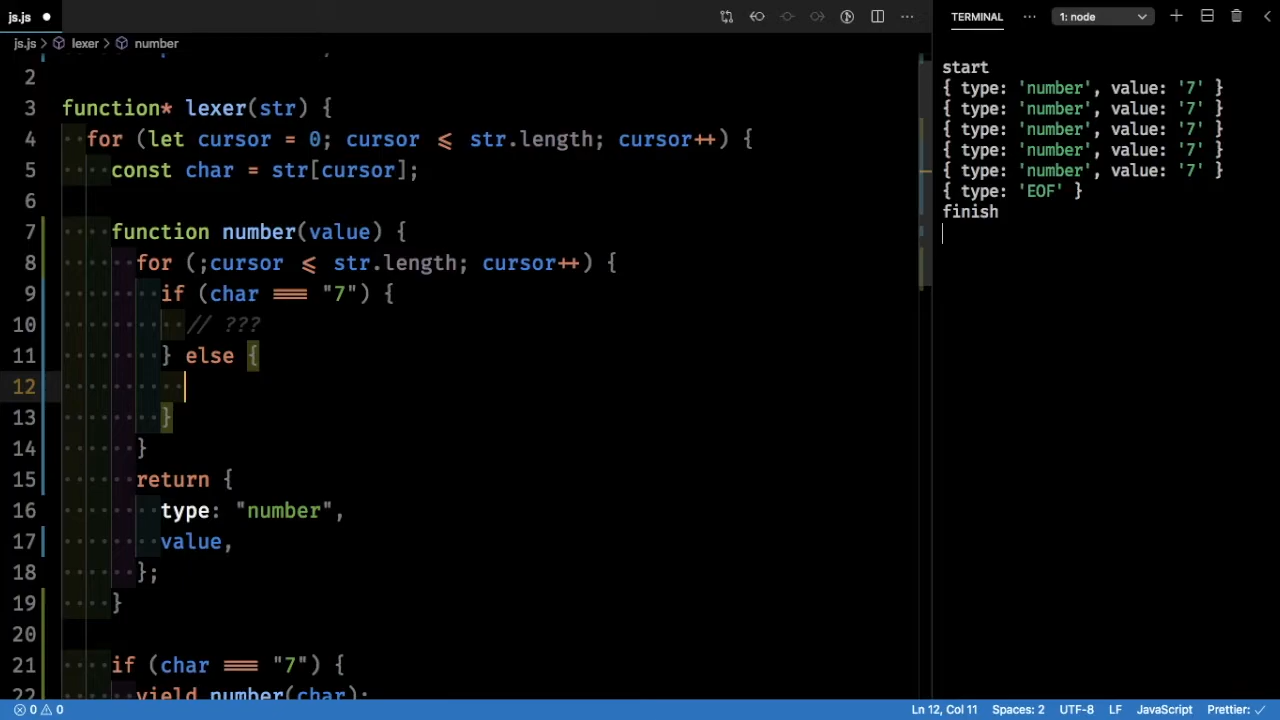 js.js ●
TERMINAL ··· 1: node
js.js > lexer > number
2
3 function* lexer(str) {
4 for (let cursor = 0; cursor <= str.length; cursor++) {
5 const char = str[cursor];
6
7 function number(value) {
8 for (;cursor <= str.length; cursor++) {
9 if (char === "7") {
10 // ???
11 } else {
12
13 }
14 }
15 return {
16 type: "number",
17 value,
18 };
19 }
20
21 if (char === "7") {
22 yield number(char);
start
{ type: 'number', value: '7' }
{ type: 'number', value: '7' }
{ type: 'number', value: '7' }
{ type: 'number', value: '7' }
{ type: 'number', value: '7' }
{ type: 'EOF' }
finish
0 0 Ln 12, Col 11 Spaces: 2 UTF-8 LF JavaScript Prettier: ✓